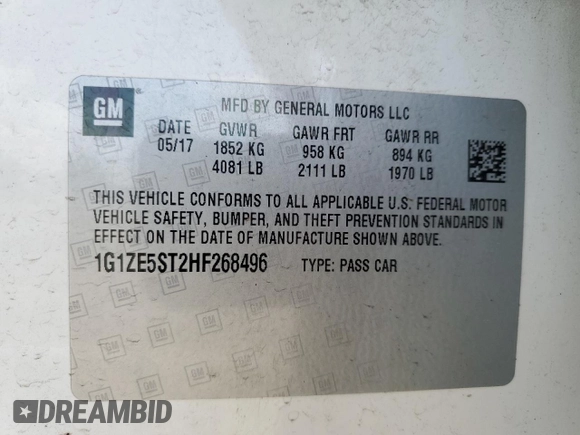 GM
MFD BY GENERAL MOTORS LLC
DATE GVWR GAWR FRT GAWR RR
05/17 1852 KG 958 KG 894 KG
4081 LB 2111 LB 1970 LB
THIS VEHICLE CONFORMS TO ALL APPLICABLE U.S. FEDERAL MOTOR
VEHICLE SAFETY, BUMPER, AND THEFT PREVENTION STANDARDS IN
EFFECT ON THE DATE OF MANUFACTURE SHOWN ABOVE.
1G1ZE5ST2HF268496 TYPE: PASS CAR
DREAMBID